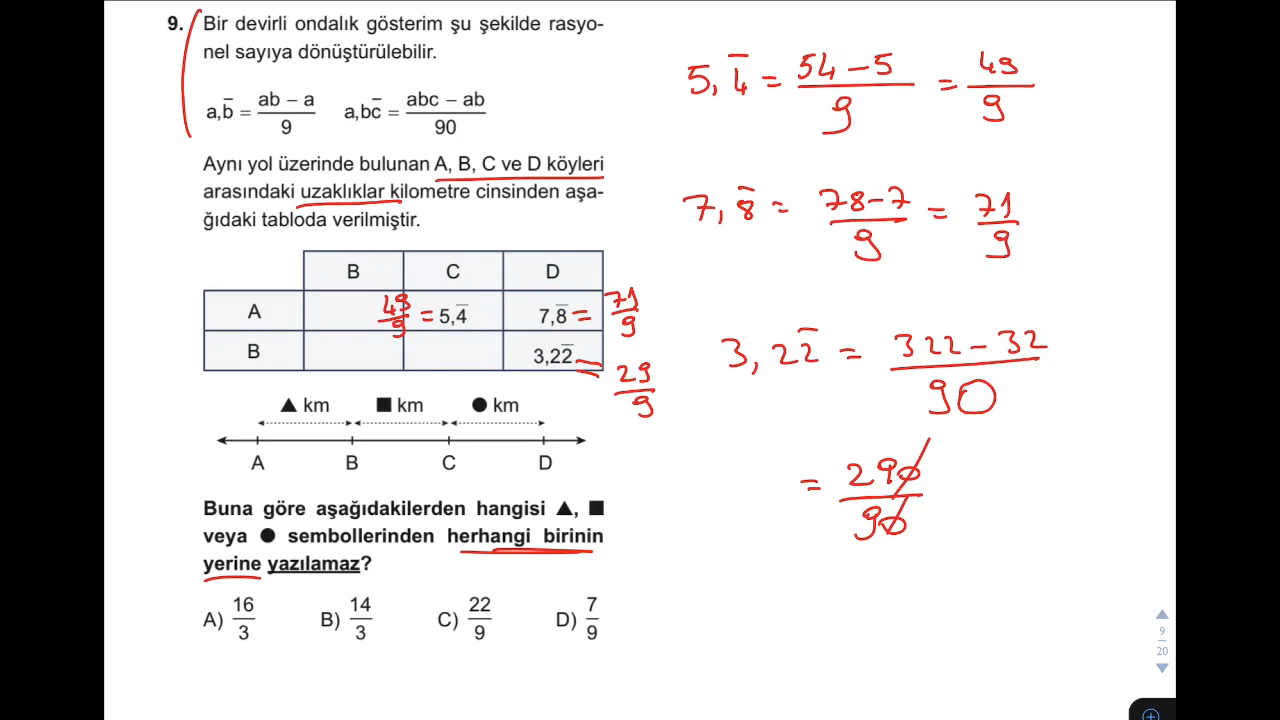 9. Bir devirli ondalık gösterim şu şekilde rasyo-
nel sayıya dönüştürülebilir.
a,b̅ = ab − a / 9    a,bc̅ = abc − ab / 90
Aynı yol üzerinde bulunan A, B, C ve D köyleri
arasındaki uzaklıklar kilometre cinsinden aşa-
ğıdaki tabloda verilmiştir.
B C D
A 49/9 = 5,4̅ 7,8̅ = 71/9
B 3,22̅ = 29/9
▲ km ■ km ● km
A B C D
Buna göre aşağıdakilerden hangisi ▲, ■
veya ● sembollerinden herhangi birinin
yerine yazılamaz?
A) 16/3 B) 14/3 C) 22/9 D) 7/9
5,4̅ = 54 − 5 / 9 = 49/9
7,8̅ = 78 − 7 / 9 = 71/9
3,22̅ = 322 − 32 / 90
= 290/90
9
20